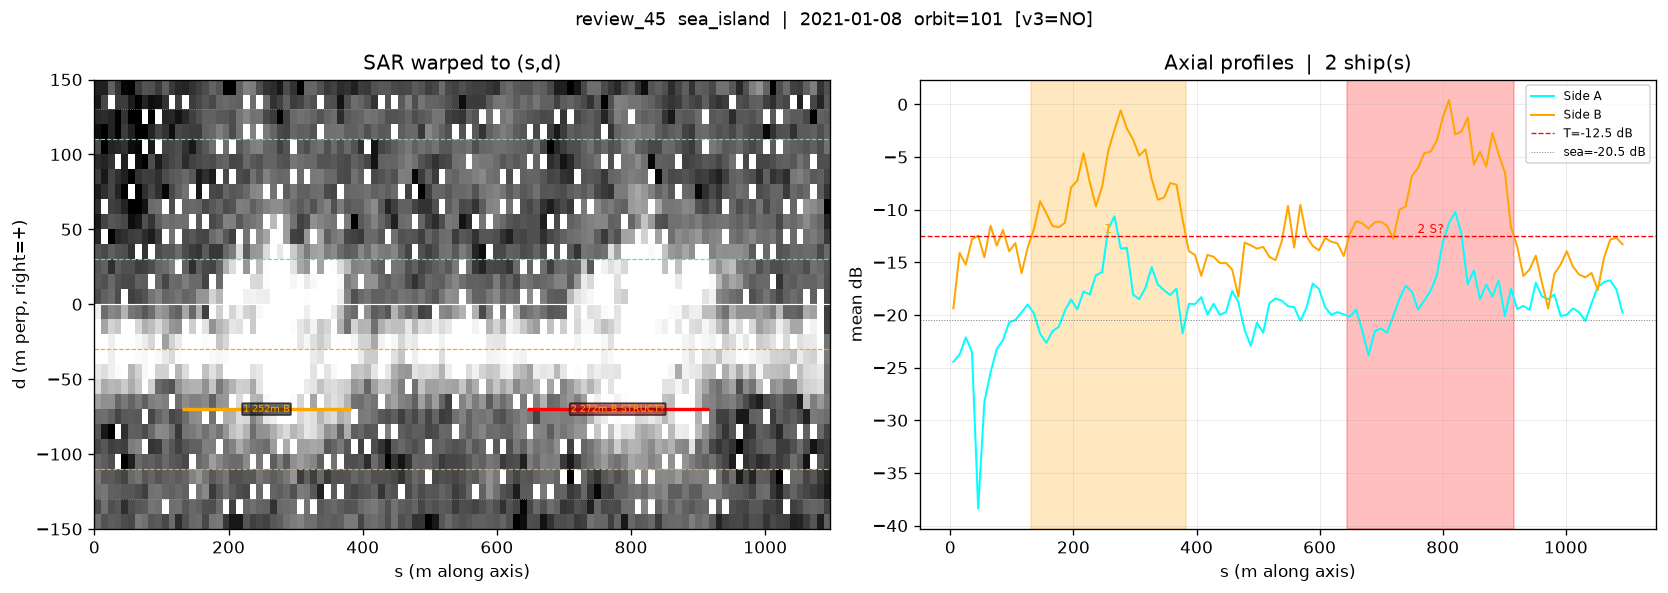 review_45  sea_island  |  2021-01-08  orbit=101  [v3=NO]
SAR warped to (s,d)
150
100
50
0
−50
−100
−150
d (m perp, right=+)
1 252m B
0
200
400
600
800
1000
s (m along axis)
Axial profiles  |  2 ship(s)
0
−5
−10
−15
−20
−25
−30
−35
−40
mean dB
Side A
Side B
T=-12.5 dB
sea=-20.5 dB
1
2 S?
0
200
400
600
800
1000
s (m along axis)